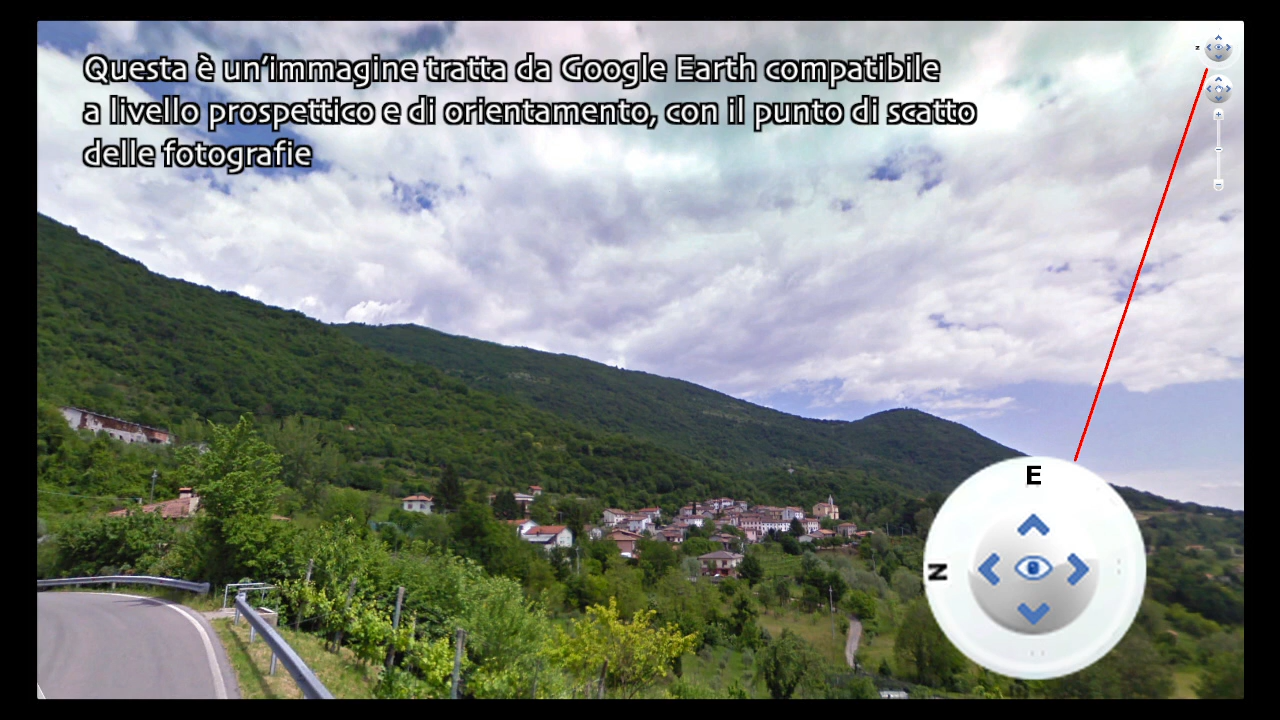 Questa è un'immagine tratta da Google Earth compatibile
a livello prospettico e di orientamento, con il punto di scatto
delle fotografie
N
E
N